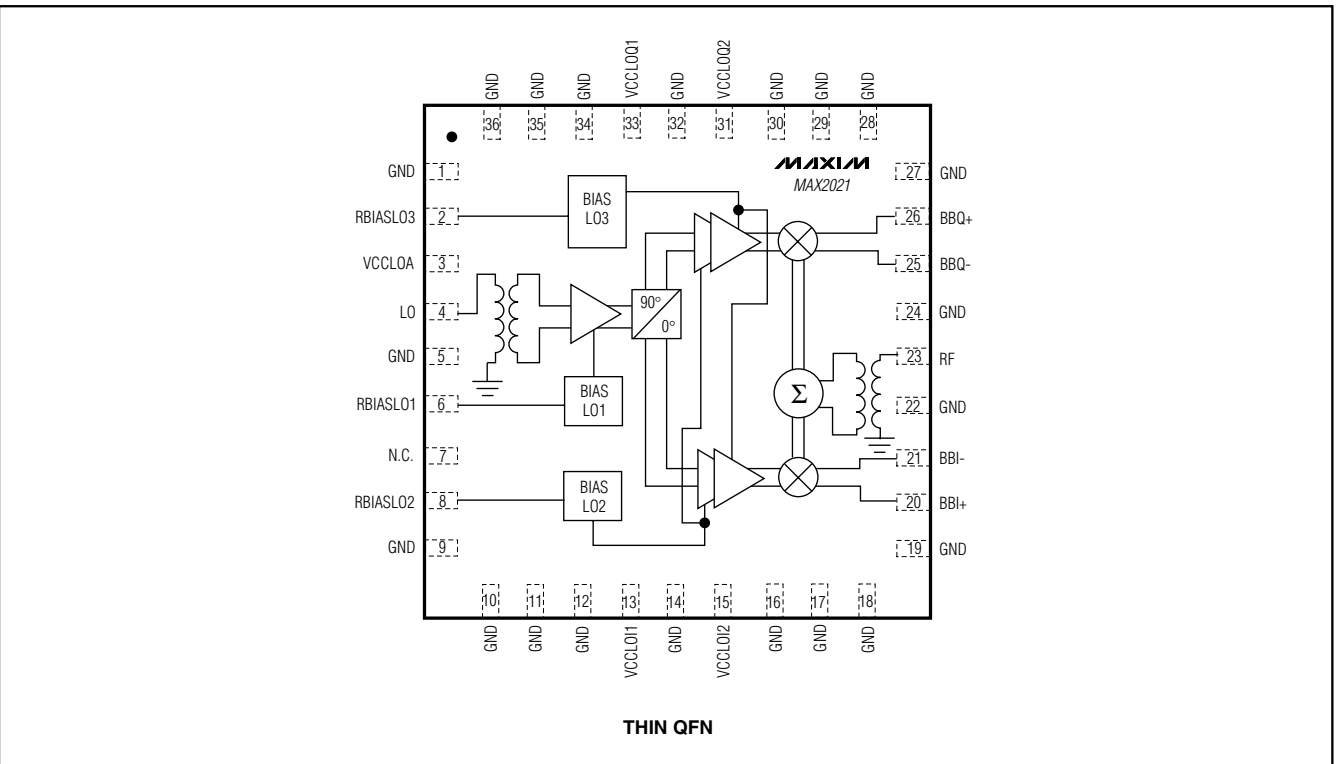 GND
GND
GND
VCCLOQ1
GND
VCCLOQ2
GND
GND
GND
36
35
34
33
32
31
30
29
28
MAXIM
MAX2021
GND 1
RBIASLO3 2
VCCLOA 3
LO 4
GND 5
RBIASLO1 6
N.C. 7
RBIASLO2 8
GND 9
BIAS
LO3
90°
0°
BIAS
LO1
BIAS
LO2
Σ
27 GND
26 BBQ+
25 BBQ-
24 GND
23 RF
22 GND
21 BBI-
20 BBI+
19 GND
10
11
12
13
14
15
16
17
18
GND
GND
GND
VCCLOI1
GND
VCCLOI2
GND
GND
GND
THIN QFN